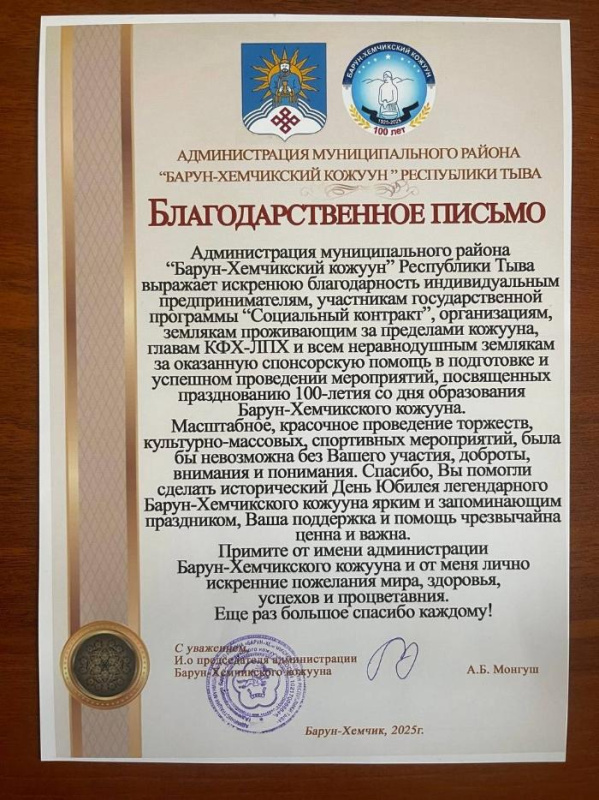 БАРУН-ХЕМЧИКСКИЙ КОЖУУН
1921-2021
100 лет
АДМИНИСТРАЦИЯ МУНИЦИПАЛЬНОГО РАЙОНА
“БАРУН-ХЕМЧИКСКИЙ КОЖУУН ” РЕСПУБЛИКИ ТЫВА
БЛАГОДАРСТВЕННОЕ ПИСЬМО
Администрация муниципального района
“Барун-Хемчикский кожуун” Республики Тыва
выражает искренюю благодарность индивидуальным
предпринимателям, участникам государственной
программы “Социальный контракт”, организациям,
землякам проживающим за пределами кожууна,
главам КФХ-ЛПХ и всем неравнодушным землякам
за оказанную спонсорскую помощь в подготовке и
успешном проведении мероприятий, посвященных
празднованию 100-летия со дня образования
Барун-Хемчикского кожууна.
Масштабное, красочное проведение торжеств,
культурно-массовых, спортивных мероприятий, была
бы невозможна без Вашего участия, доброты,
внимания и понимания. Спасибо, Вы помогли
сделать исторический День Юбилея легендарного
Барун-Хемчикского кожууна ярким и запоминающим
праздником, Ваша поддержка и помощь чрезвычайна
ценна и важна.
Примите от имени администрации
Барун-Хемчикского кожууна и от меня лично
искренние пожелания мира, здоровья,
успехов и процветавния.
Еще раз большое спасибо каждому!
С уважением,
И.о председателя администрации
Барун-Хемчикского кожууна
А.Б. Монгуш
Барун-Хемчик, 2025г.